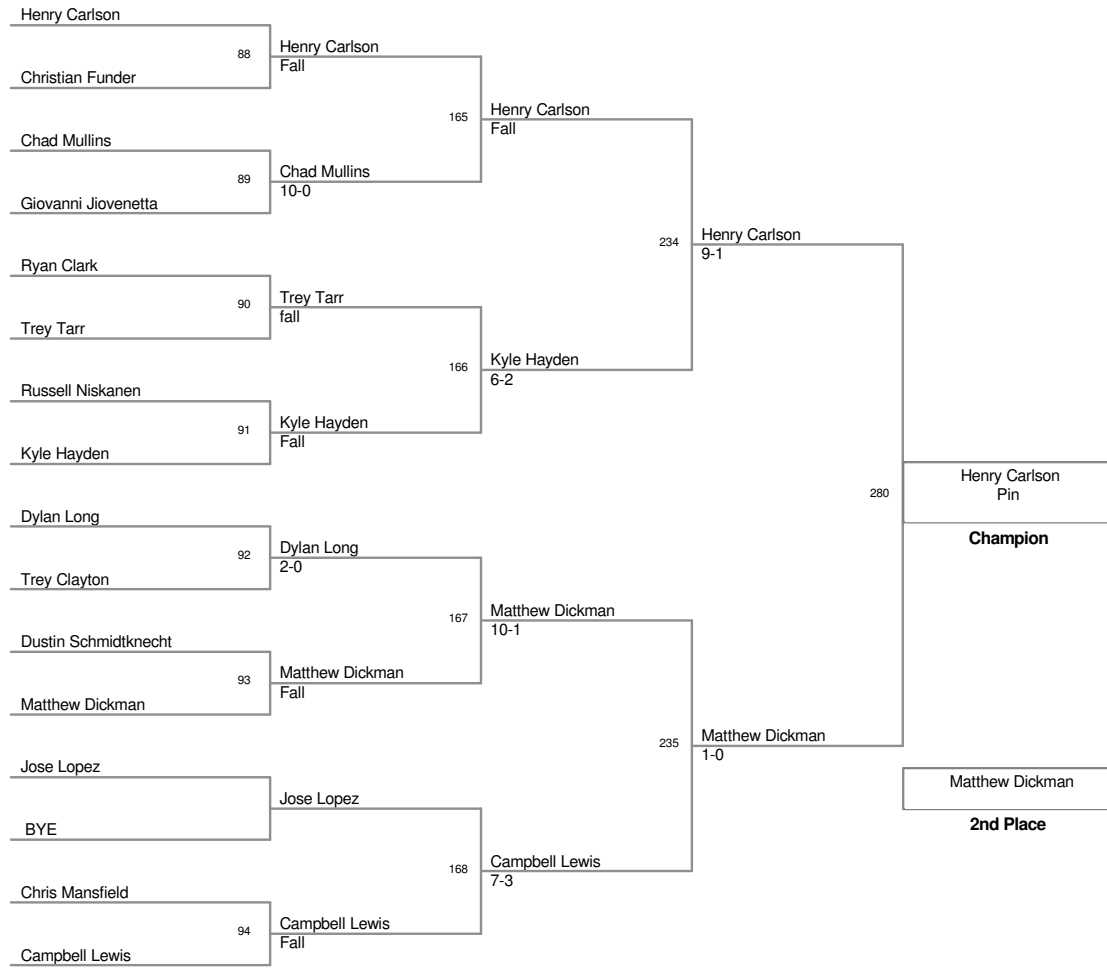 Henry Carlson
88
Henry Carlson
Fall
Christian Funder
165
Henry Carlson
Fall
Chad Mullins
89
Chad Mullins
10-0
Giovanni Jiovenetta
234
Henry Carlson
9-1
Ryan Clark
90
Trey Tarr
fall
Trey Tarr
166
Kyle Hayden
6-2
Russell Niskanen
91
Kyle Hayden
Fall
Kyle Hayden
280
Henry Carlson
Pin
Champion
Dylan Long
92
Dylan Long
2-0
Trey Clayton
167
Matthew Dickman
10-1
Dustin Schmidtknecht
93
Matthew Dickman
Fall
Matthew Dickman
235
Matthew Dickman
1-0
Jose Lopez
Jose Lopez
BYE
Matthew Dickman
2nd Place
168
Campbell Lewis
7-3
Chris Mansfield
94
Campbell Lewis
Fall
Campbell Lewis